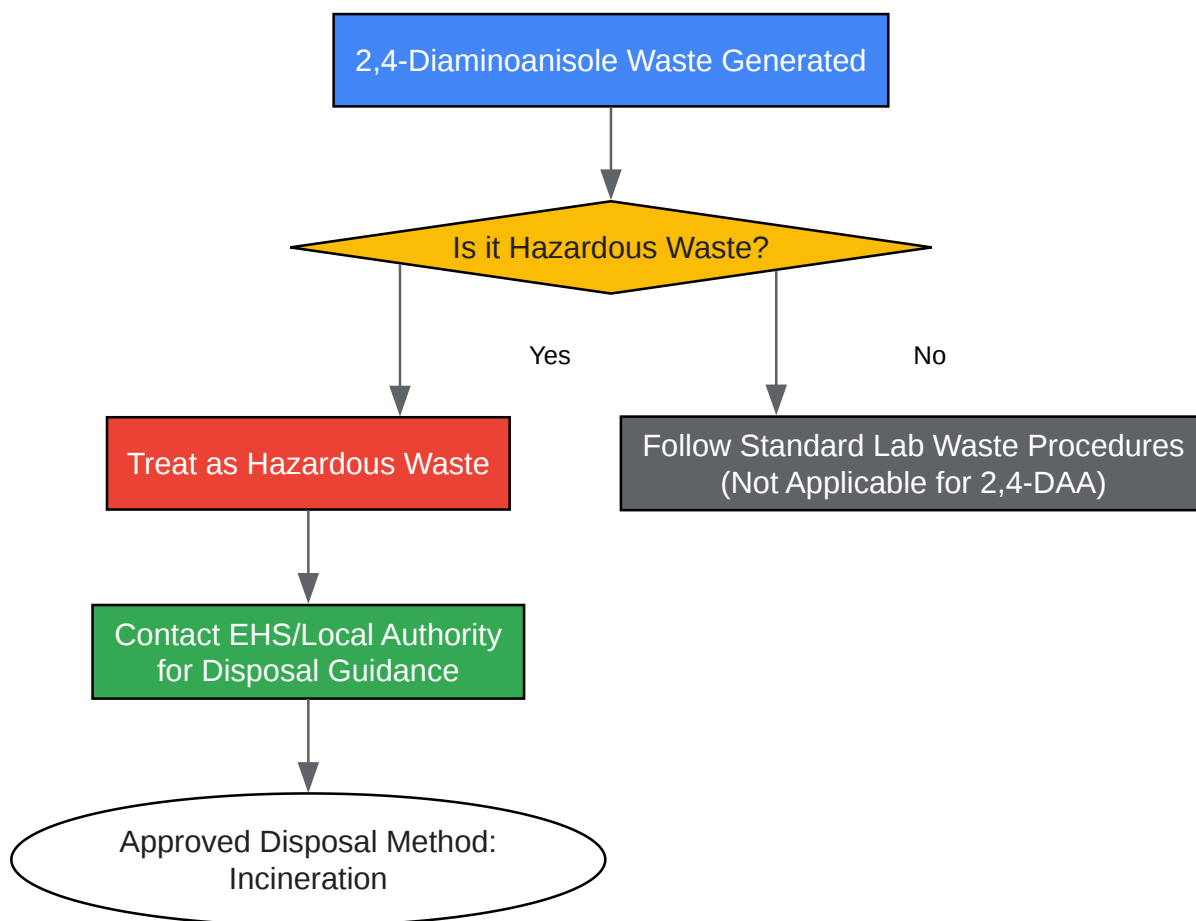 2,4-Diaminoanisole Waste Generated
Is it Hazardous Waste?
Yes
No
Treat as Hazardous Waste
Follow Standard Lab Waste Procedures
(Not Applicable for 2,4-DAA)
Contact EHS/Local Authority
for Disposal Guidance
Approved Disposal Method:
Incineration